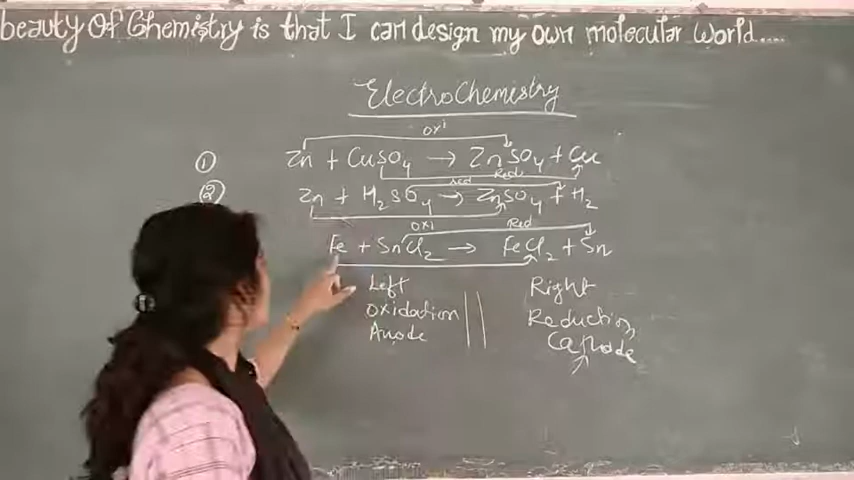 beauty Of Chemistry is that I can design my own molecular world....
ElectroChemistry
oxi
① Zn + CuSO4 → ZnSO4 + Cu
Red
Red
② Zn + H2SO4 → ZnSO4 + H2
oxi Red
Fe + SnCl2 → FeCl2 + Sn
Left Right
oxidation || Reduction
Anode Cathode